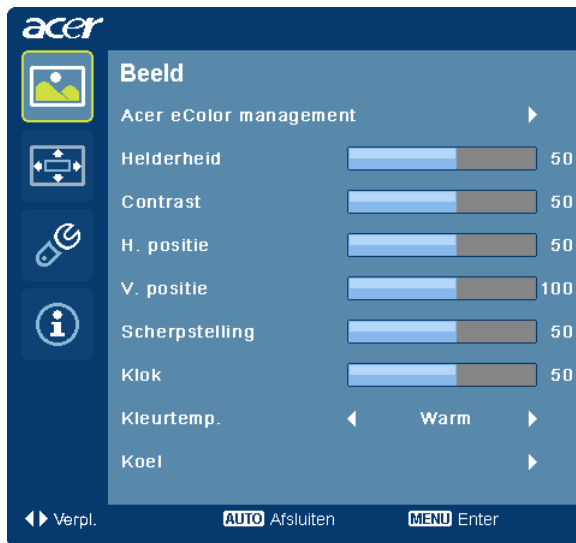 acer
Beeld
Acer eColor management
Helderheid 50
Contrast 50
H. positie 50
V. positie 100
Scherpstelling 50
Klok 50
Kleurtemp. Warm
Koel
Verpl. AUTO Afsluiten MENU Enter